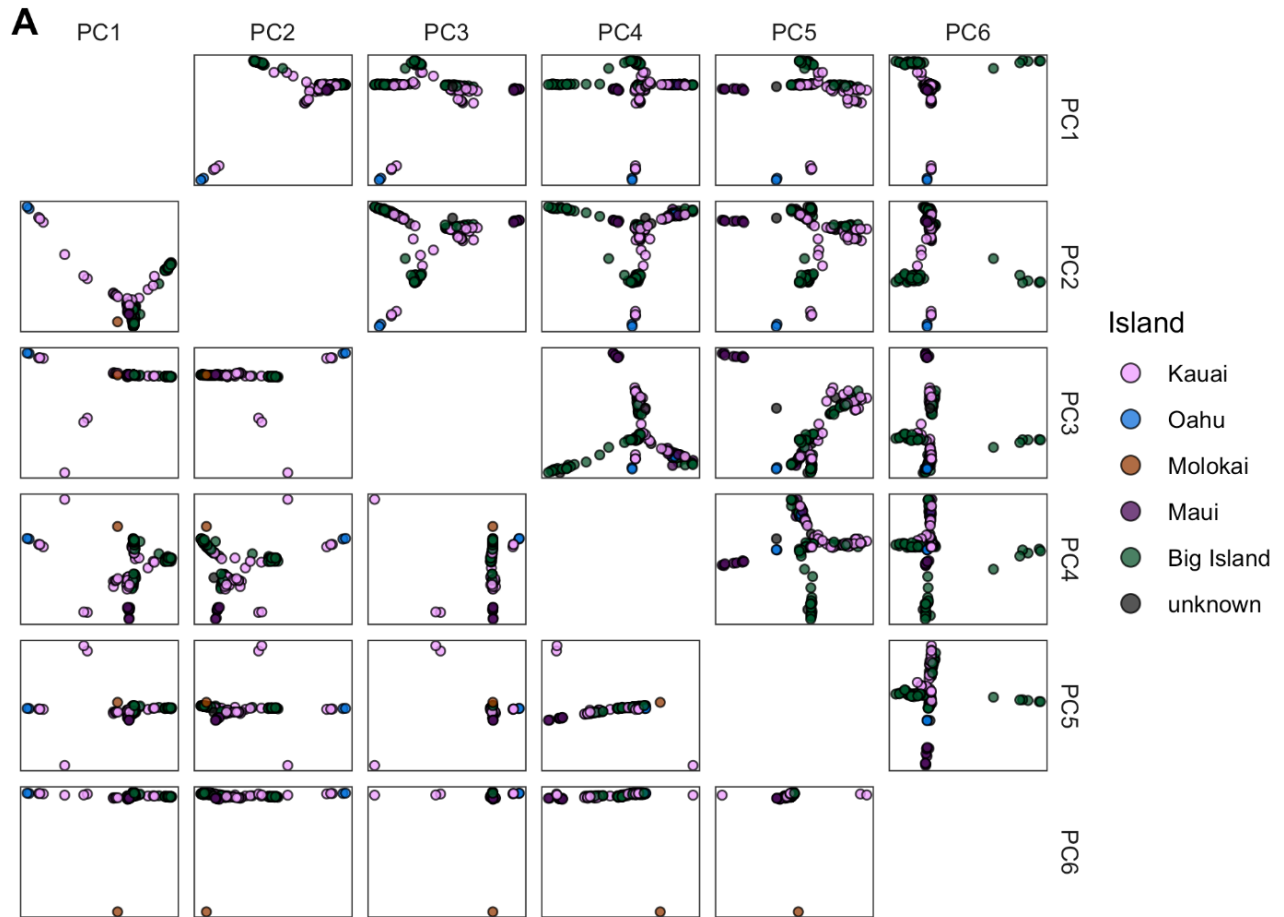 A
PC1 PC2 PC3 PC4 PC5 PC6
PC1
PC2
PC3
PC4
PC5
PC6
Island
Kauai
Oahu
Molokai
Maui
Big Island
unknown